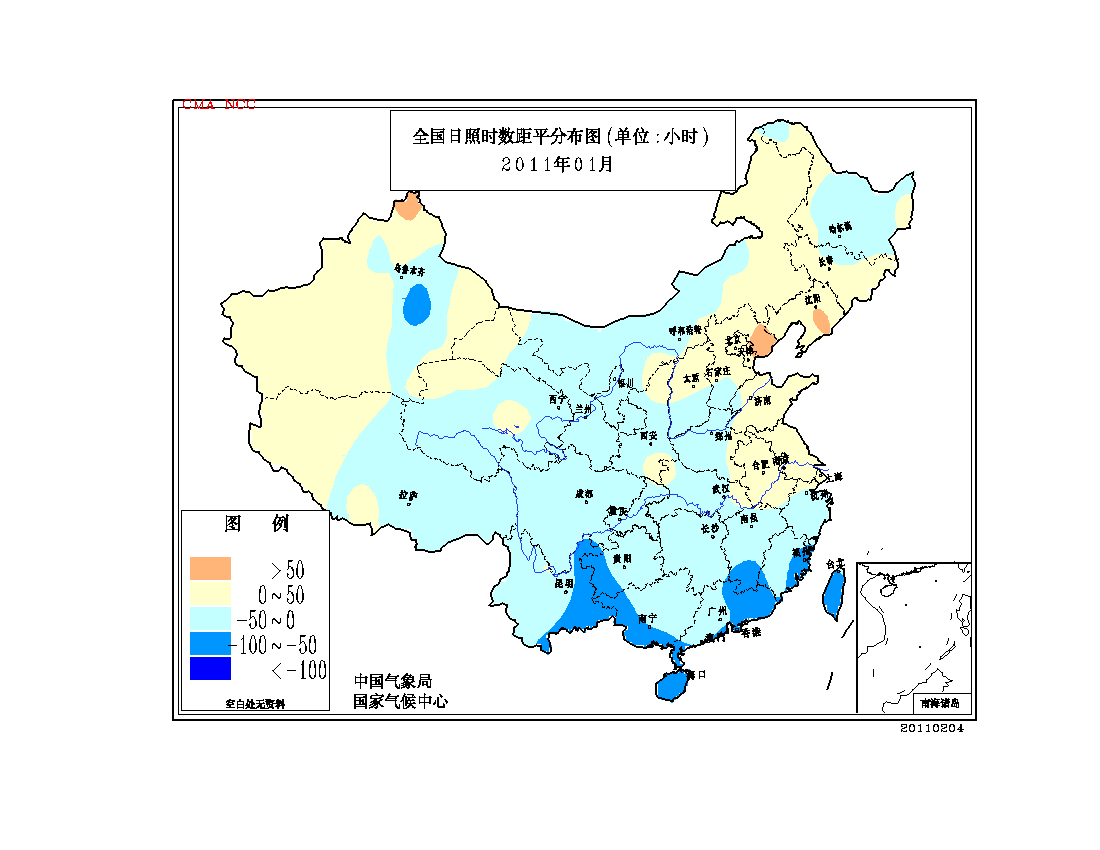 CMA NCC
全国日照时数距平分布图(单位:小时)
2011年01月
哈尔滨
长春
乌鲁木齐
沈阳
呼和浩特
北京
天津
银川
太原
石家庄
西宁
兰州
济南
西安
郑州
合肥
南京
上海
拉萨
成都
武汉
杭州
重庆
长沙
南昌
贵阳
福州
昆明
台北
南宁
广州
澳门
香港
海口
图 例
>50
0~50
-50~0
-100~-50
<-100
空白处无资料
中国气象局
国家气候中心
南海诸岛
20110204